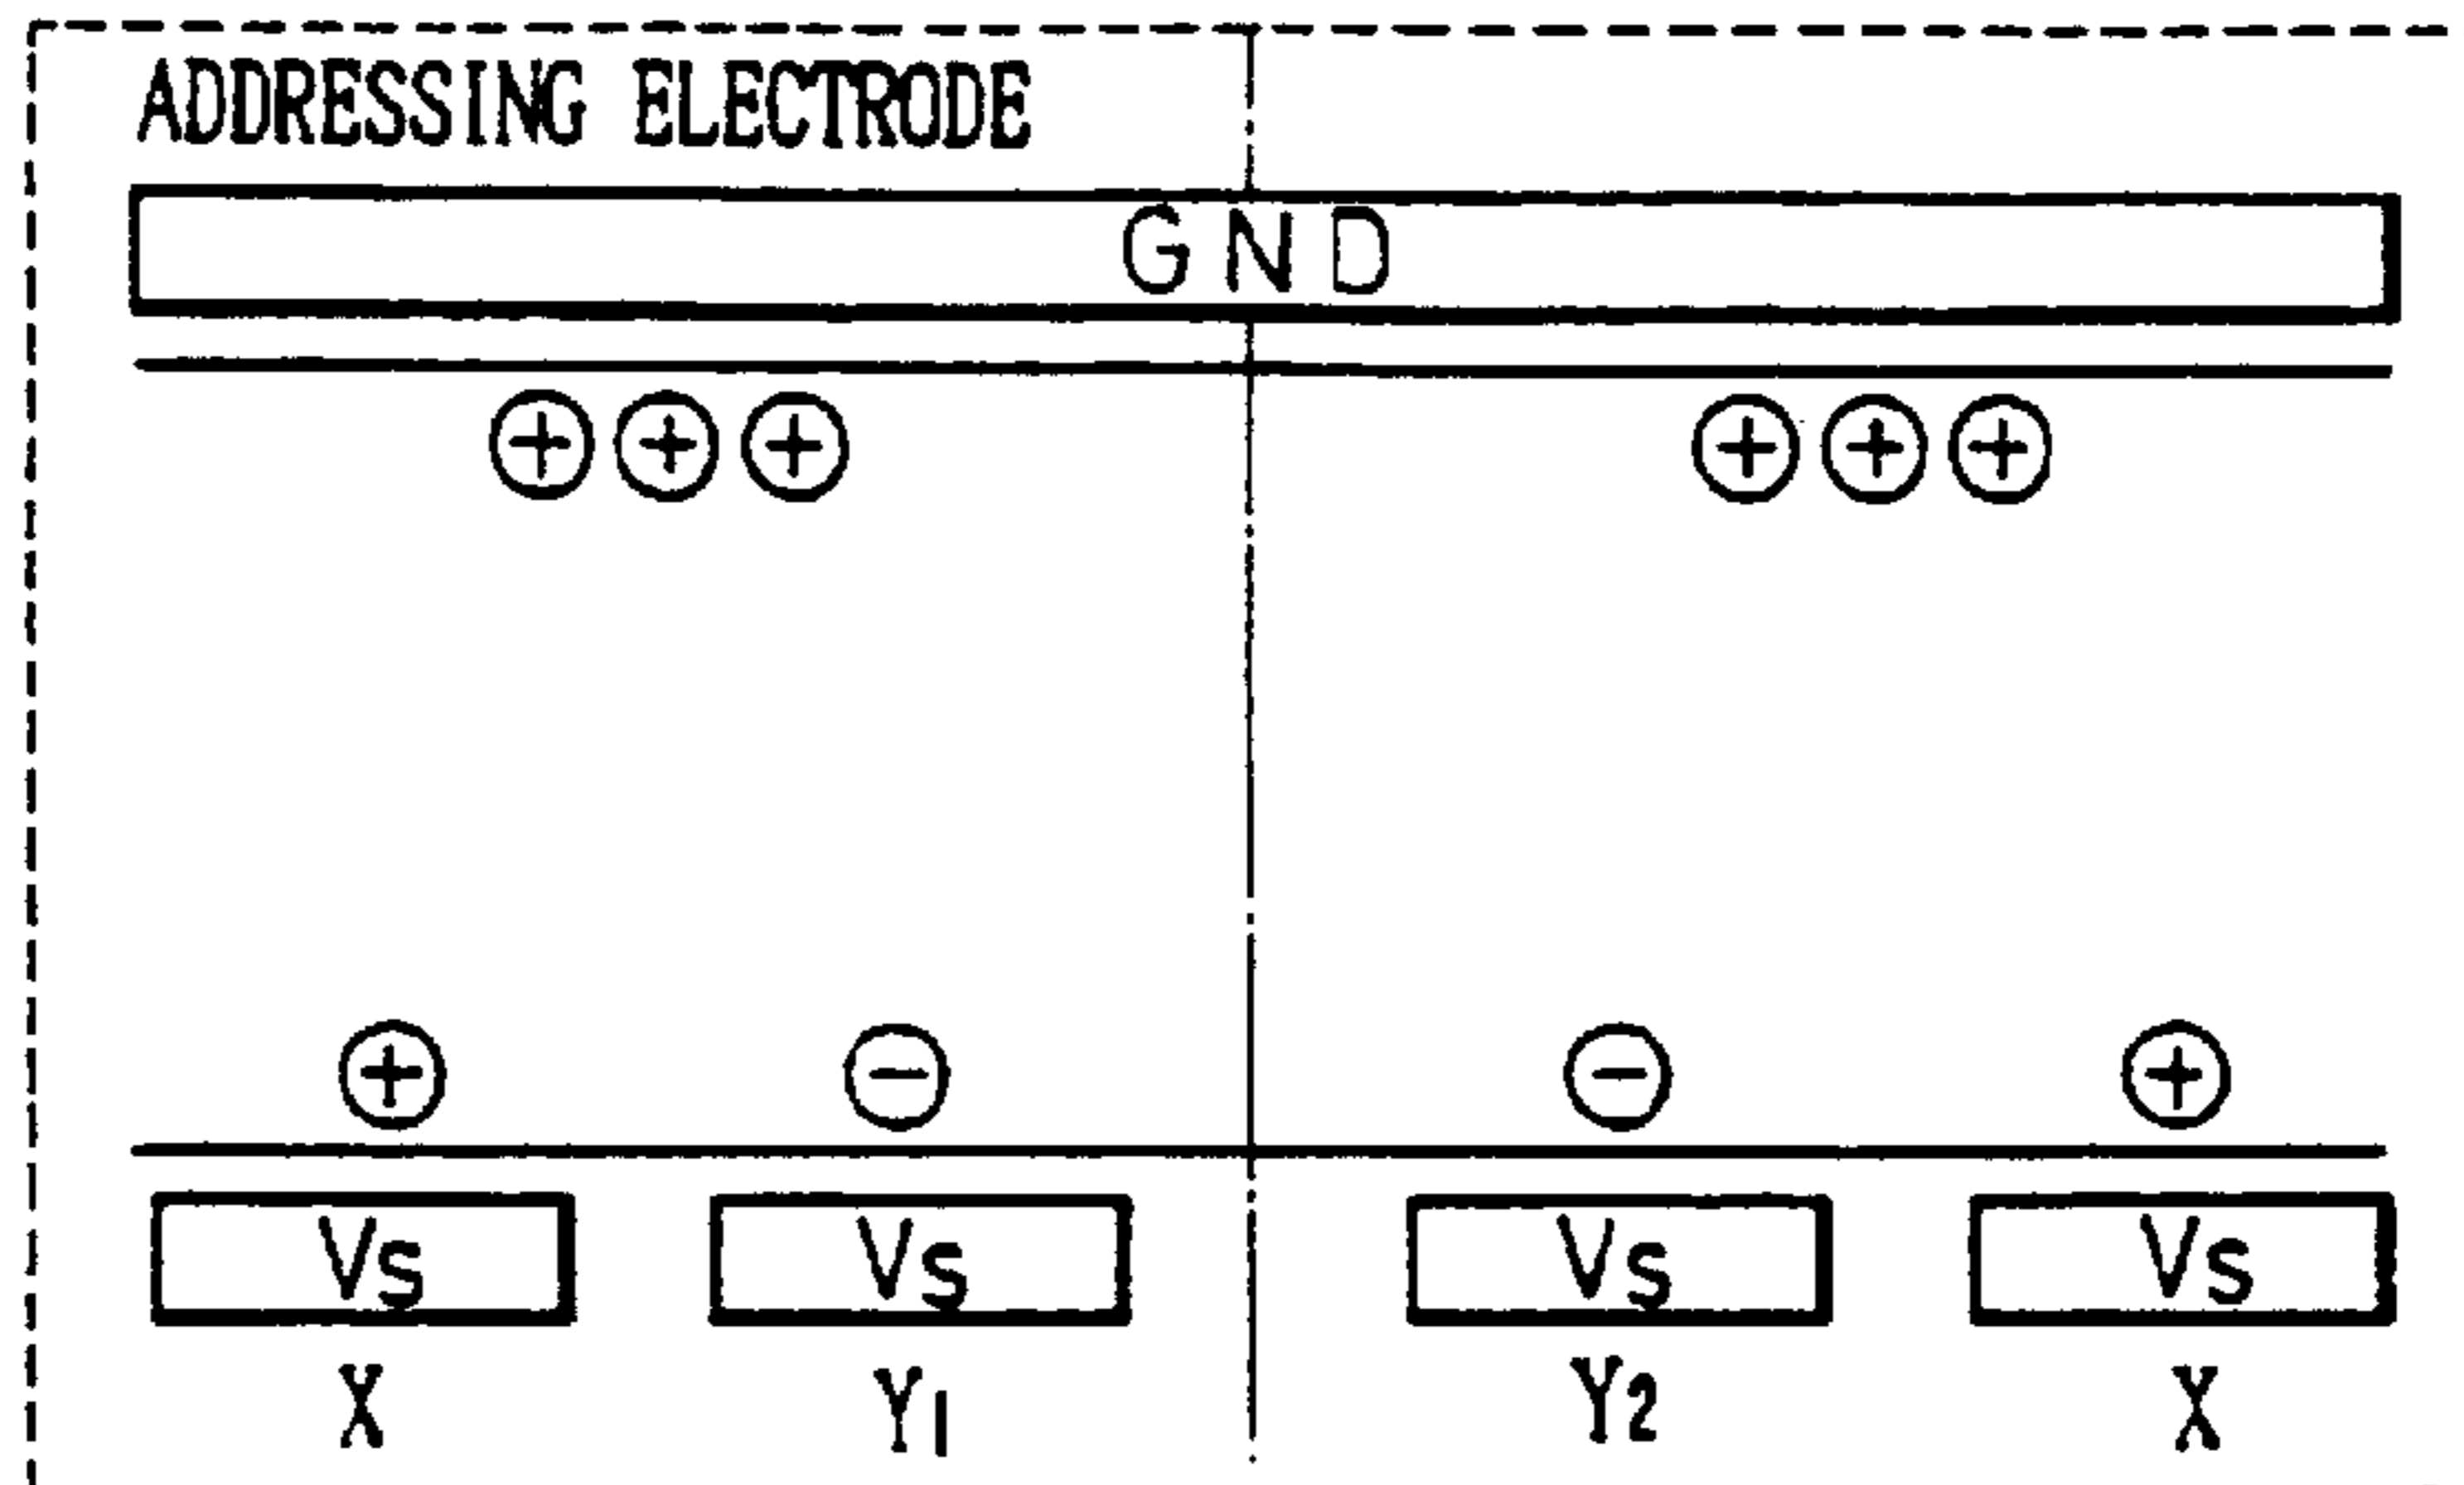 ADDRESSING ELECTRODE
GND
+ + + + + +
+ - - +
Vs Vs Vs Vs
X Y1 Y2 X